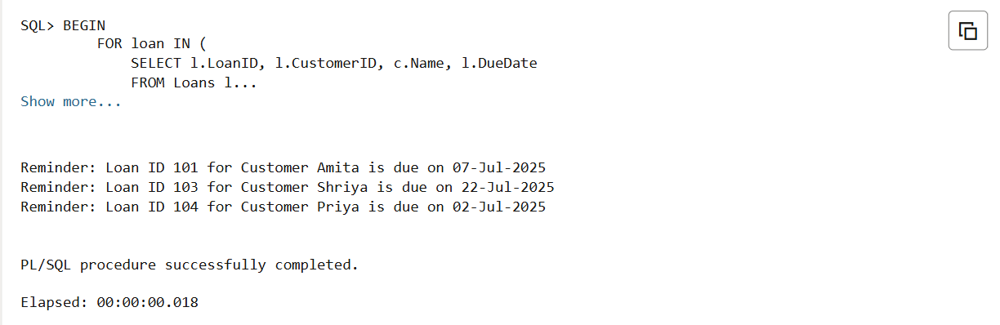 SQL> BEGIN
FOR loan IN (
SELECT l.LoanID, l.CustomerID, c.Name, l.DueDate
FROM Loans l...
Show more...
Reminder: Loan ID 101 for Customer Amita is due on 07-Jul-2025
Reminder: Loan ID 103 for Customer Shriya is due on 22-Jul-2025
Reminder: Loan ID 104 for Customer Priya is due on 02-Jul-2025
PL/SQL procedure successfully completed.
Elapsed: 00:00:00.018